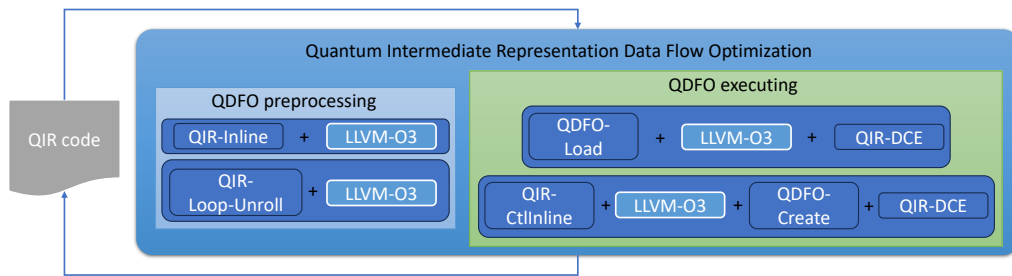 Quantum Intermediate Representation Data Flow Optimization
QIR code
QDFO preprocessing
QIR-Inline + LLVM-O3
QIR-
Loop-Unroll + LLVM-O3
QDFO executing
QDFO-
Load + LLVM-O3 + QIR-DCE
QIR-
CtlInline + LLVM-O3 + QDFO-
Create + QIR-DCE